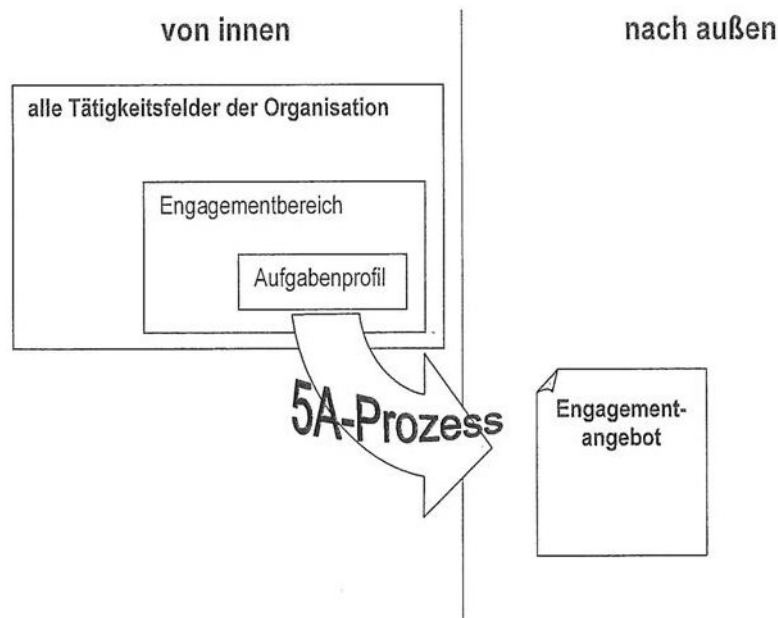 von innen
nach außen
alle Tätigkeitsfelder der Organisation
Engagementbereich
Aufgabenprofil
5A-Prozess
Engagement-
angebot